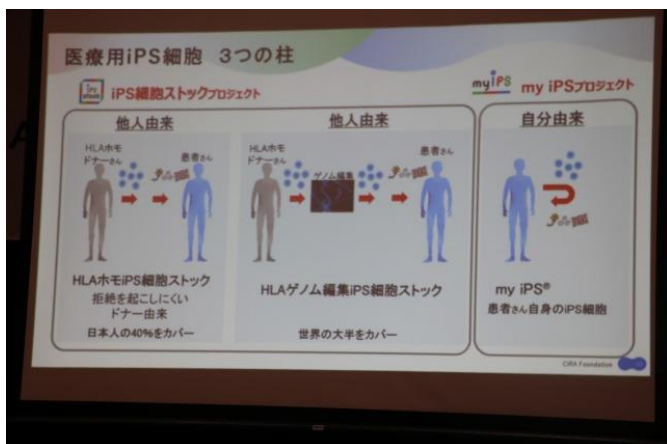 医療用iPS細胞 3つの柱
iPS細胞ストックプロジェクト
my iPS my iPSプロジェクト
他人由来
HLAホモ
ドナーさん
患者さん
HLAホモiPS細胞ストック
拒絶を起こしにくい
ドナー由来
日本人の40%をカバー
他人由来
HLAホモ
ドナーさん
ゲノム編集
患者さん
HLAゲノム編集iPS細胞ストック
世界の大半をカバー
自分由来
my iPS®
患者さん自身のiPS細胞
CiRA Foundation